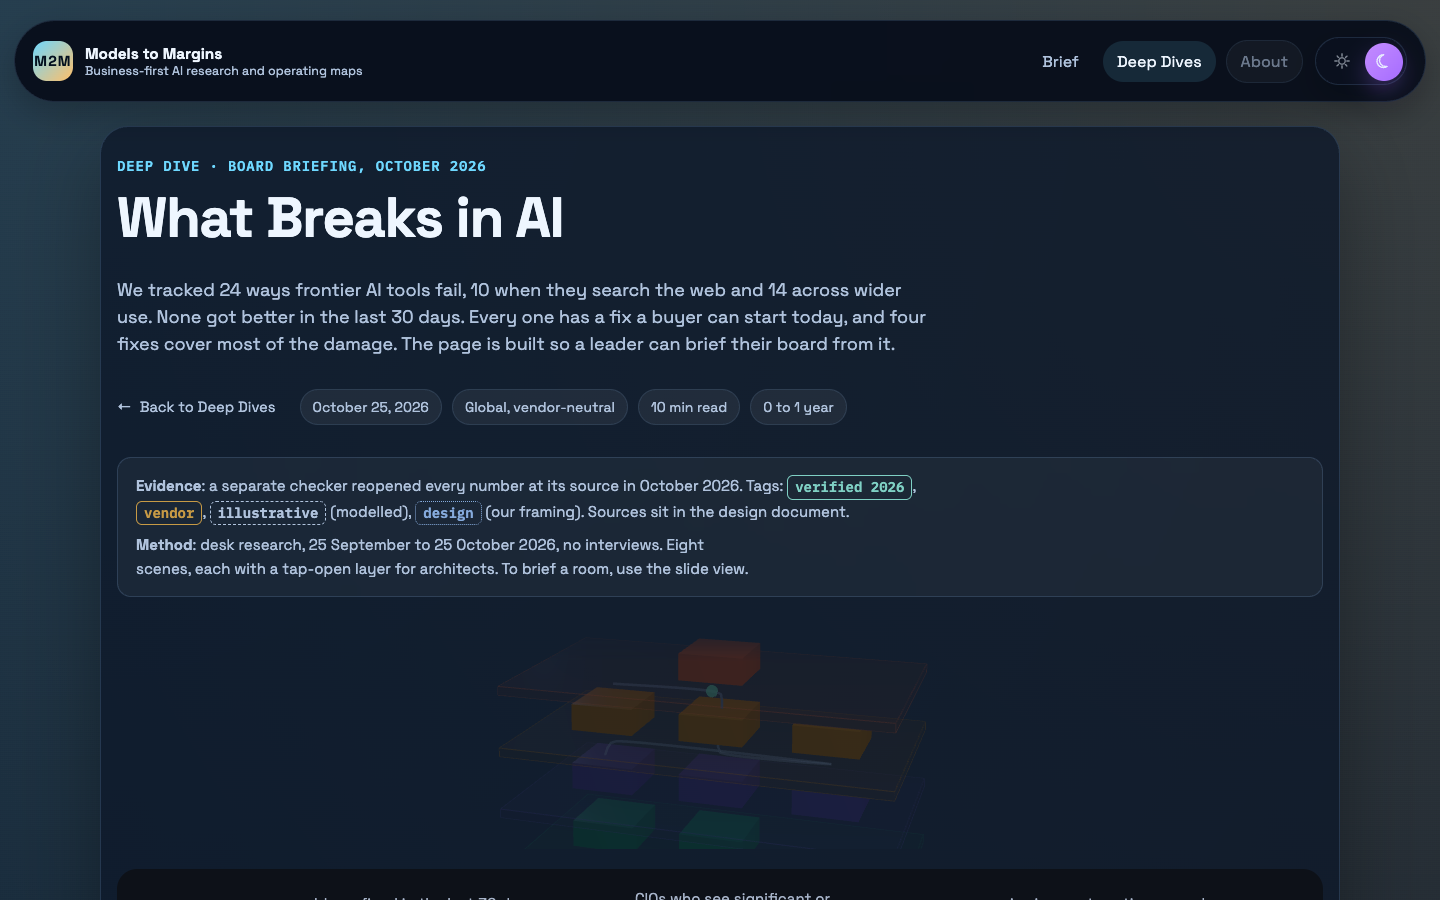 M2M
Models to Margins
Business-first AI research and operating maps
Brief
Deep Dives
About
DEEP DIVE · BOARD BRIEFING, OCTOBER 2026
What Breaks in AI
We tracked 24 ways frontier AI tools fail, 10 when they search the web and 14 across wider
use. None got better in the last 30 days. Every one has a fix a buyer can start today, and four
fixes cover most of the damage. The page is built so a leader can brief their board from it.
← Back to Deep Dives
October 25, 2026
Global, vendor-neutral
10 min read
0 to 1 year
Evidence: a separate checker reopened every number at its source in October 2026. Tags: verified 2026,
vendor, illustrative (modelled), design (our framing). Sources sit in the design document.
Method: desk research, 25 September to 25 October 2026, no interviews. Eight
scenes, each with a tap-open layer for architects. To brief a room, use the slide view.
CIOs who see significant or